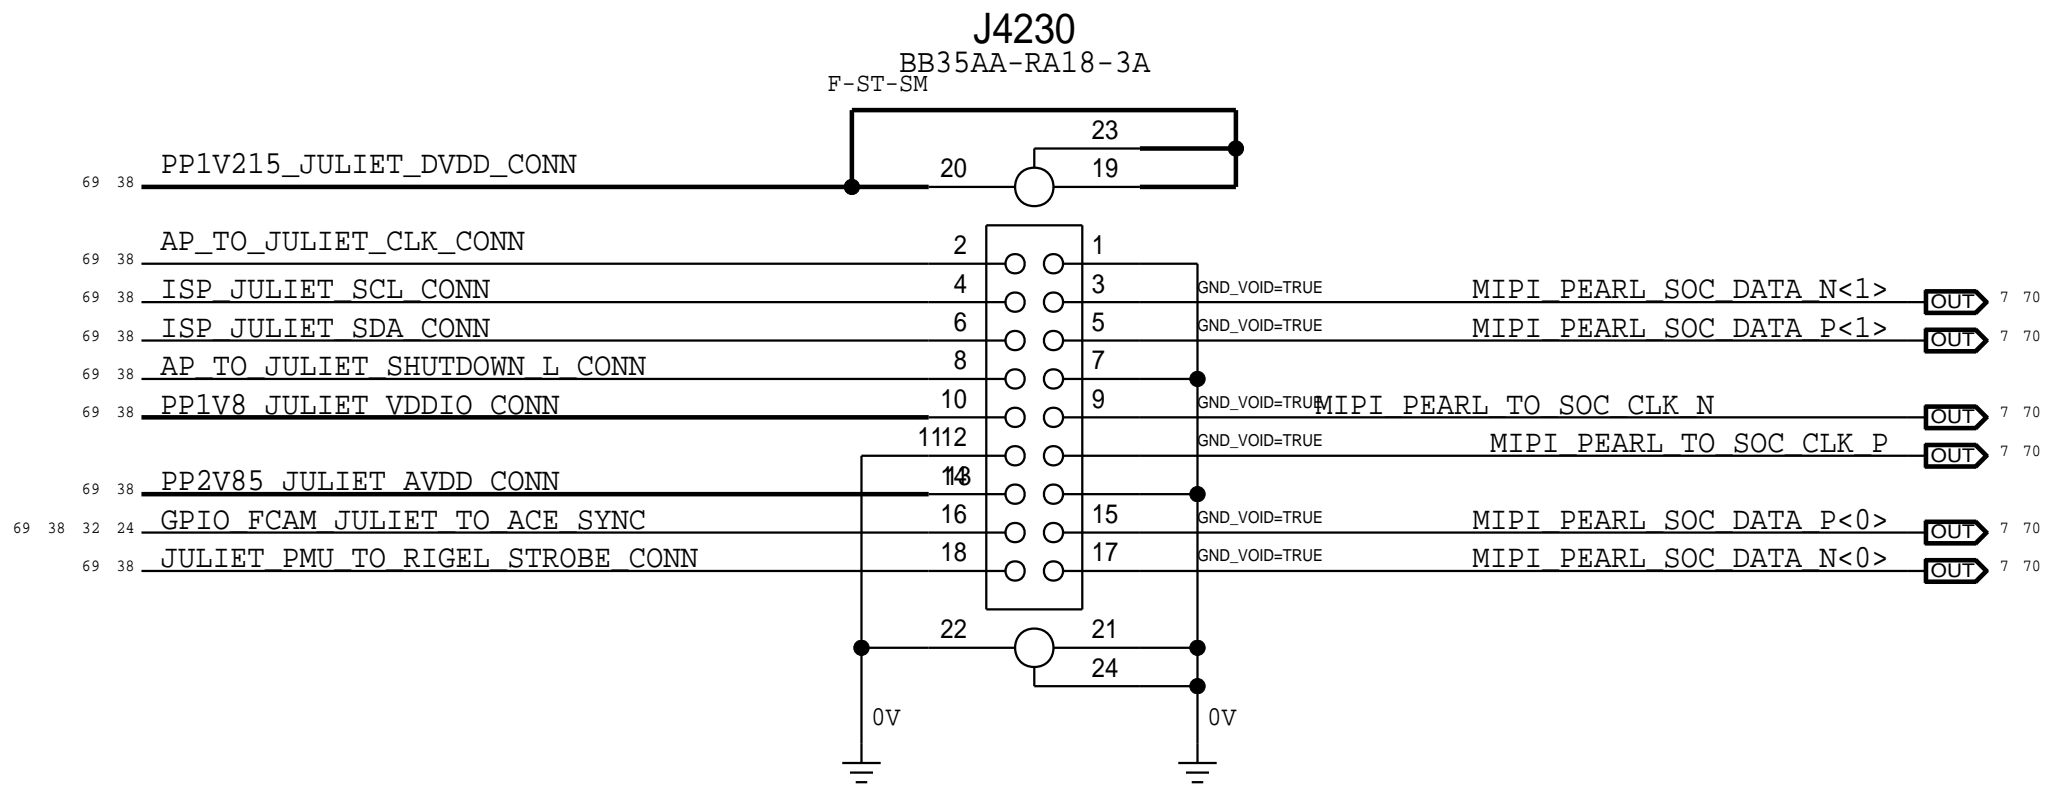 J4230
BB35AA-RA18-3A
F-ST-SM
23
69 38 PP1V215_JULIET_DVDD_CONN 20 19
69 38 AP_TO_JULIET_CLK_CONN 2 1
69 38 ISP_JULIET_SCL_CONN 4 3 GND_VOID=TRUE MIPI_PEARL_SOC_DATA_N<1> OUT 7 70
69 38 ISP_JULIET_SDA_CONN 6 5 GND_VOID=TRUE MIPI_PEARL_SOC_DATA_P<1> OUT 7 70
69 38 AP_TO_JULIET_SHUTDOWN_L_CONN 8 7
69 38 PP1V8_JULIET_VDDIO_CONN 10 9 GND_VOID=TRUE MIPI_PEARL_TO_SOC_CLK_N OUT 7 70
1112 GND_VOID=TRUE MIPI_PEARL_TO_SOC_CLK_P OUT 7 70
69 38 PP2V85_JULIET_AVDD_CONN 14 13
69 38 32 24 GPIO_FCAM_JULIET_TO_ACE_SYNC 16 15 GND_VOID=TRUE MIPI_PEARL_SOC_DATA_P<0> OUT 7 70
69 38 JULIET_PMU_TO_RIGEL_STROBE_CONN 18 17 GND_VOID=TRUE MIPI_PEARL_SOC_DATA_N<0> OUT 7 70
22 21
24
0V 0V